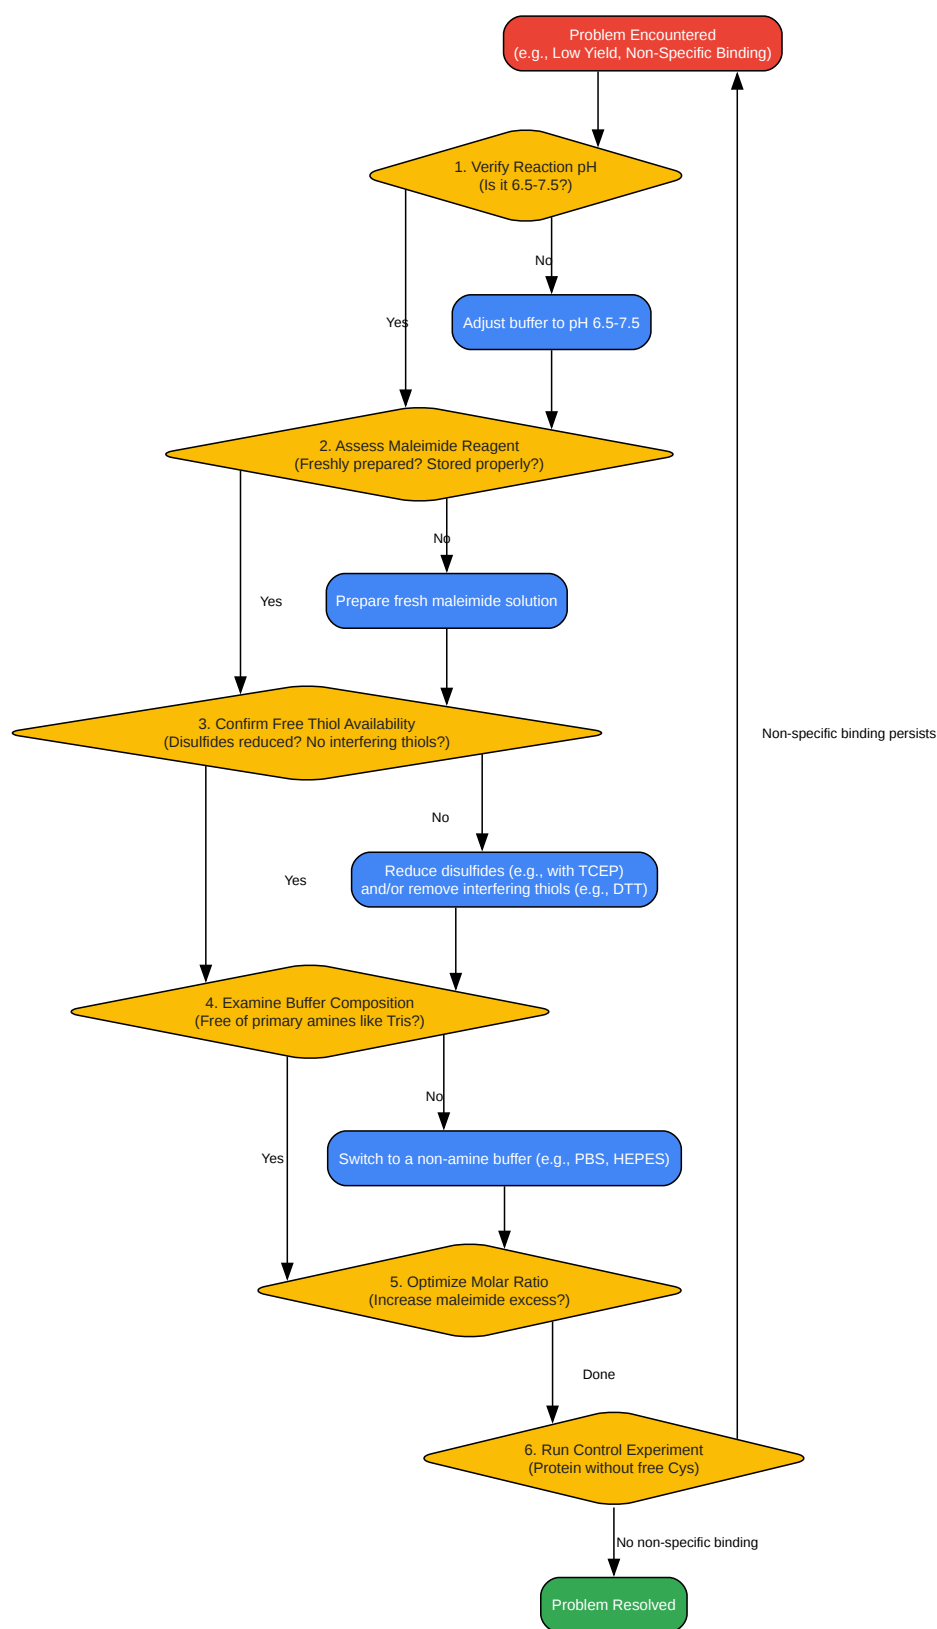 Problem Encountered
(e.g., Low Yield, Non-Specific Binding)
1. Verify Reaction pH
(Is it 6.5-7.5?)
No
Yes
Adjust buffer to pH 6.5-7.5
2. Assess Maleimide Reagent
(Freshly prepared? Stored properly?)
No
Yes
Prepare fresh maleimide solution
3. Confirm Free Thiol Availability
(Disulfides reduced? No interfering thiols?)
Non-specific binding persists
No
Yes
Reduce disulfides (e.g., with TCEP)
and/or remove interfering thiols (e.g., DTT)
4. Examine Buffer Composition
(Free of primary amines like Tris?)
No
Yes
Switch to a non-amine buffer (e.g., PBS, HEPES)
5. Optimize Molar Ratio
(Increase maleimide excess?)
Done
6. Run Control Experiment
(Protein without free Cys)
No non-specific binding
Problem Resolved